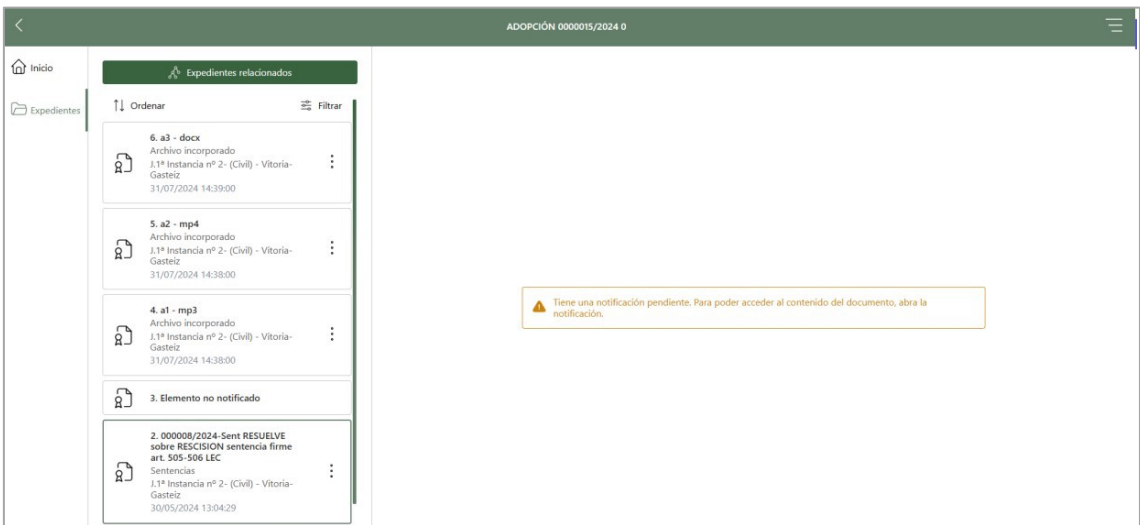 ADOPCIÓN 0000015/2024 0
Inicio
Expedientes
Expedientes relacionados
Ordenar
Filtrar
6. a3 - docx
Archivo incorporado
J.1ª Instancia nº 2- (Civil) - Vitoria-
Gasteiz
31/07/2024 14:39:00
5. a2 - mp4
Archivo incorporado
J.1ª Instancia nº 2- (Civil) - Vitoria-
Gasteiz
31/07/2024 14:38:00
4. a1 - mp3
Archivo incorporado
J.1ª Instancia nº 2- (Civil) - Vitoria-
Gasteiz
31/07/2024 14:38:00
3. Elemento no notificado
2. 000008/2024-Sent RESUELVE
sobre RESCISION sentencia firme
art. 505-506 LEC
Sentencias
J.1ª Instancia nº 2- (Civil) - Vitoria-
Gasteiz
30/05/2024 13:04:29
Tiene una notificación pendiente. Para poder acceder al contenido del documento, abra la
notificación.